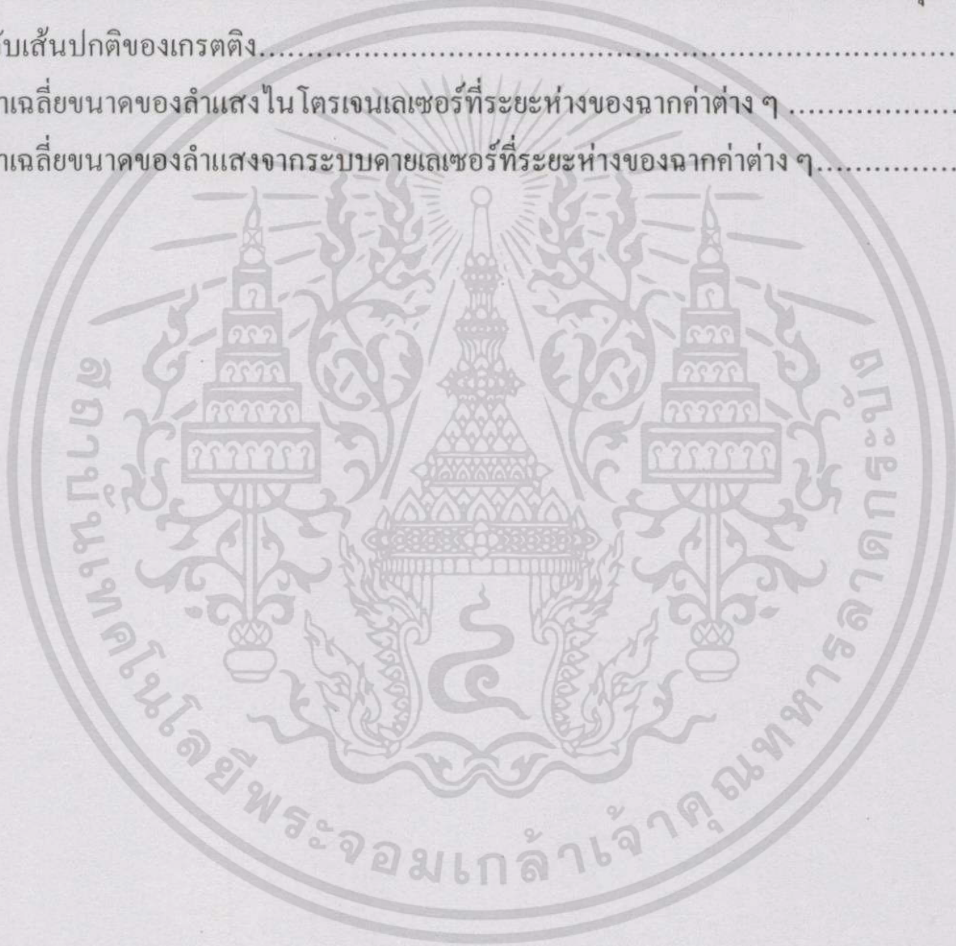 บเส้นปกติของเกรตติง
าเฉลี่ยขนาดของลำแสงไนโตรเจนเลเซอร์ที่ระยะห่างของฉากค่าต่าง ๆ
าเฉลี่ยขนาดของลำแสงจากระบบดายเลเซอร์ที่ระยะห่างของฉากค่าต่าง ๆ
สถาบันเทคโนโลยีพระจอมเกล้าเจ้าคุณทหารลาดกระบัง